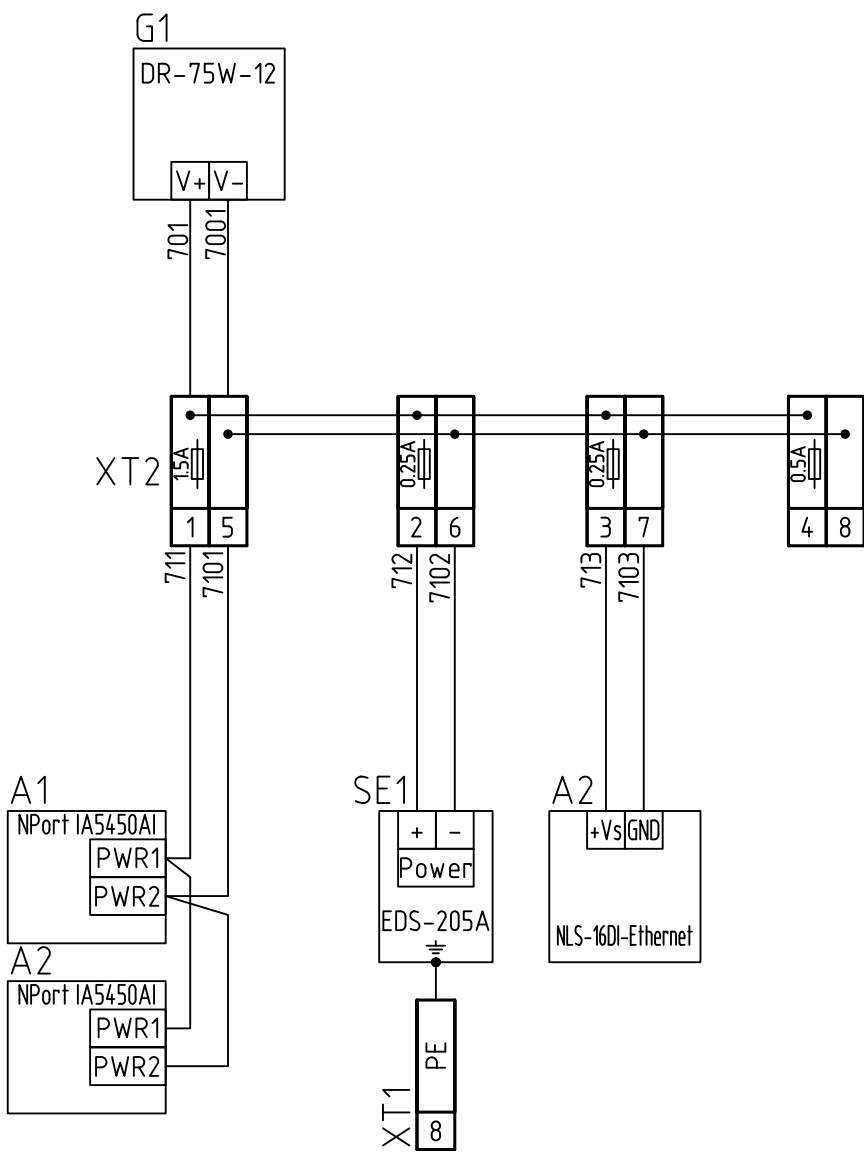 G1
DR-75W-12
V+ V-
701
7001
XT2
1.5A
0.25A
0.25A
0.5A
1 5
2 6
3 7
4 8
711
7101
712
7102
713
7103
A1
NPort IA5450AI
PWR1
PWR2
A2
NPort IA5450AI
PWR1
PWR2
SE1
+ -
Power
EDS-205A
A2
+Vs GND
NLS-16DI-Ethernet
XT1
PE
8